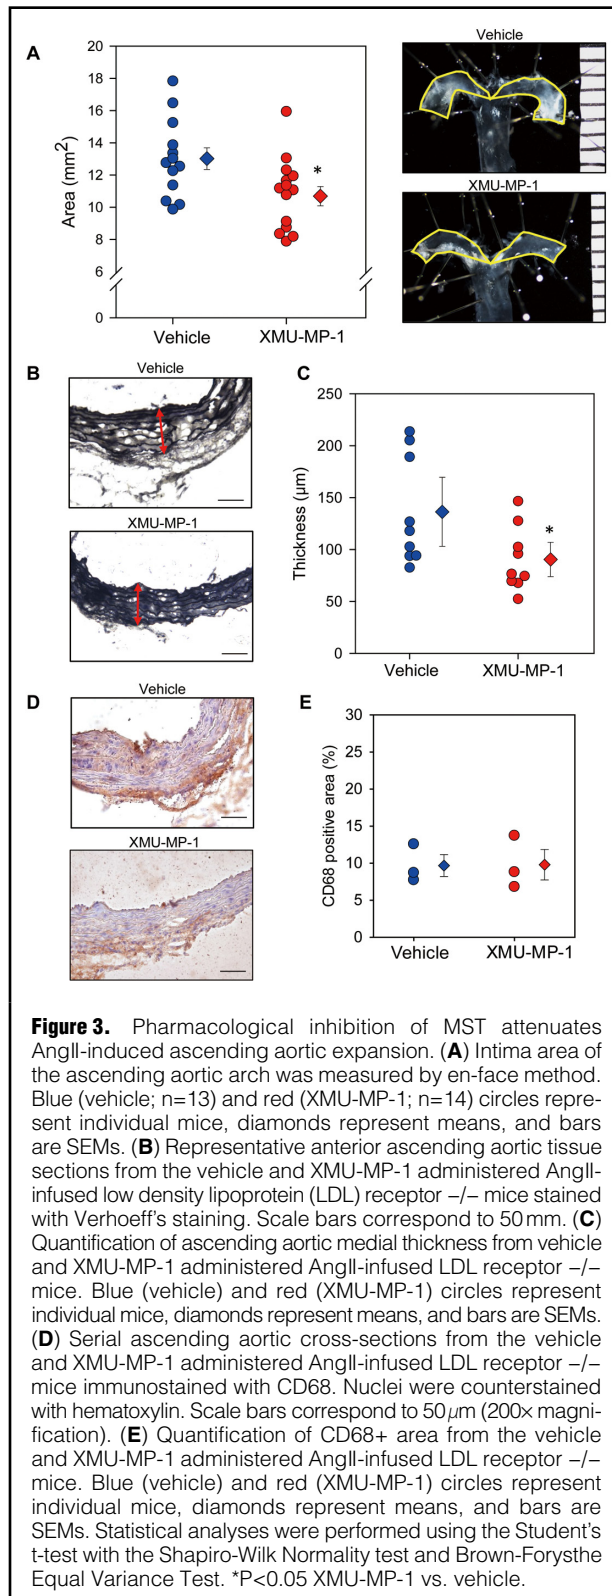 A
Area (mm2)
20
18
16
14
12
10
8
6
0
*
Vehicle
XMU-MP-1
Vehicle
XMU-MP-1
B
Vehicle
XMU-MP-1
C
Thickness (μm)
250
200
150
100
50
0
*
Vehicle
XMU-MP-1
D
Vehicle
XMU-MP-1
E
CD68 positive area (%)
30
25
20
15
10
5
0
Vehicle
XMU-MP-1
Figure 3. Pharmacological inhibition of MST attenuates
AngII-induced ascending aortic expansion. (A) Intima area of
the ascending aortic arch was measured by en-face method.
Blue (vehicle; n=13) and red (XMU-MP-1; n=14) circles repre-
sent individual mice, diamonds represent means, and bars
are SEMs. (B) Representative anterior ascending aortic tissue
sections from the vehicle and XMU-MP-1 administered AngII-
infused low density lipoprotein (LDL) receptor −/− mice stained
with Verhoeff's staining. Scale bars correspond to 50 mm. (C)
Quantification of ascending aortic medial thickness from vehicle
and XMU-MP-1 administered AngII-infused LDL receptor −/−
mice. Blue (vehicle) and red (XMU-MP-1) circles represent
individual mice, diamonds represent means, and bars are SEMs.
(D) Serial ascending aortic cross-sections from the vehicle
and XMU-MP-1 administered AngII-infused LDL receptor −/−
mice immunostained with CD68. Nuclei were counterstained
with hematoxylin. Scale bars correspond to 50 μm (200× magni-
fication). (E) Quantification of CD68+ area from the vehicle
and XMU-MP-1 administered AngII-infused LDL receptor −/−
mice. Blue (vehicle) and red (XMU-MP-1) circles represent
individual mice, diamonds represent means, and bars are
SEMs. Statistical analyses were performed using the Student's
t-test with the Shapiro-Wilk Normality test and Brown-Forysthe
Equal Variance Test. *P<0.05 XMU-MP-1 vs. vehicle.